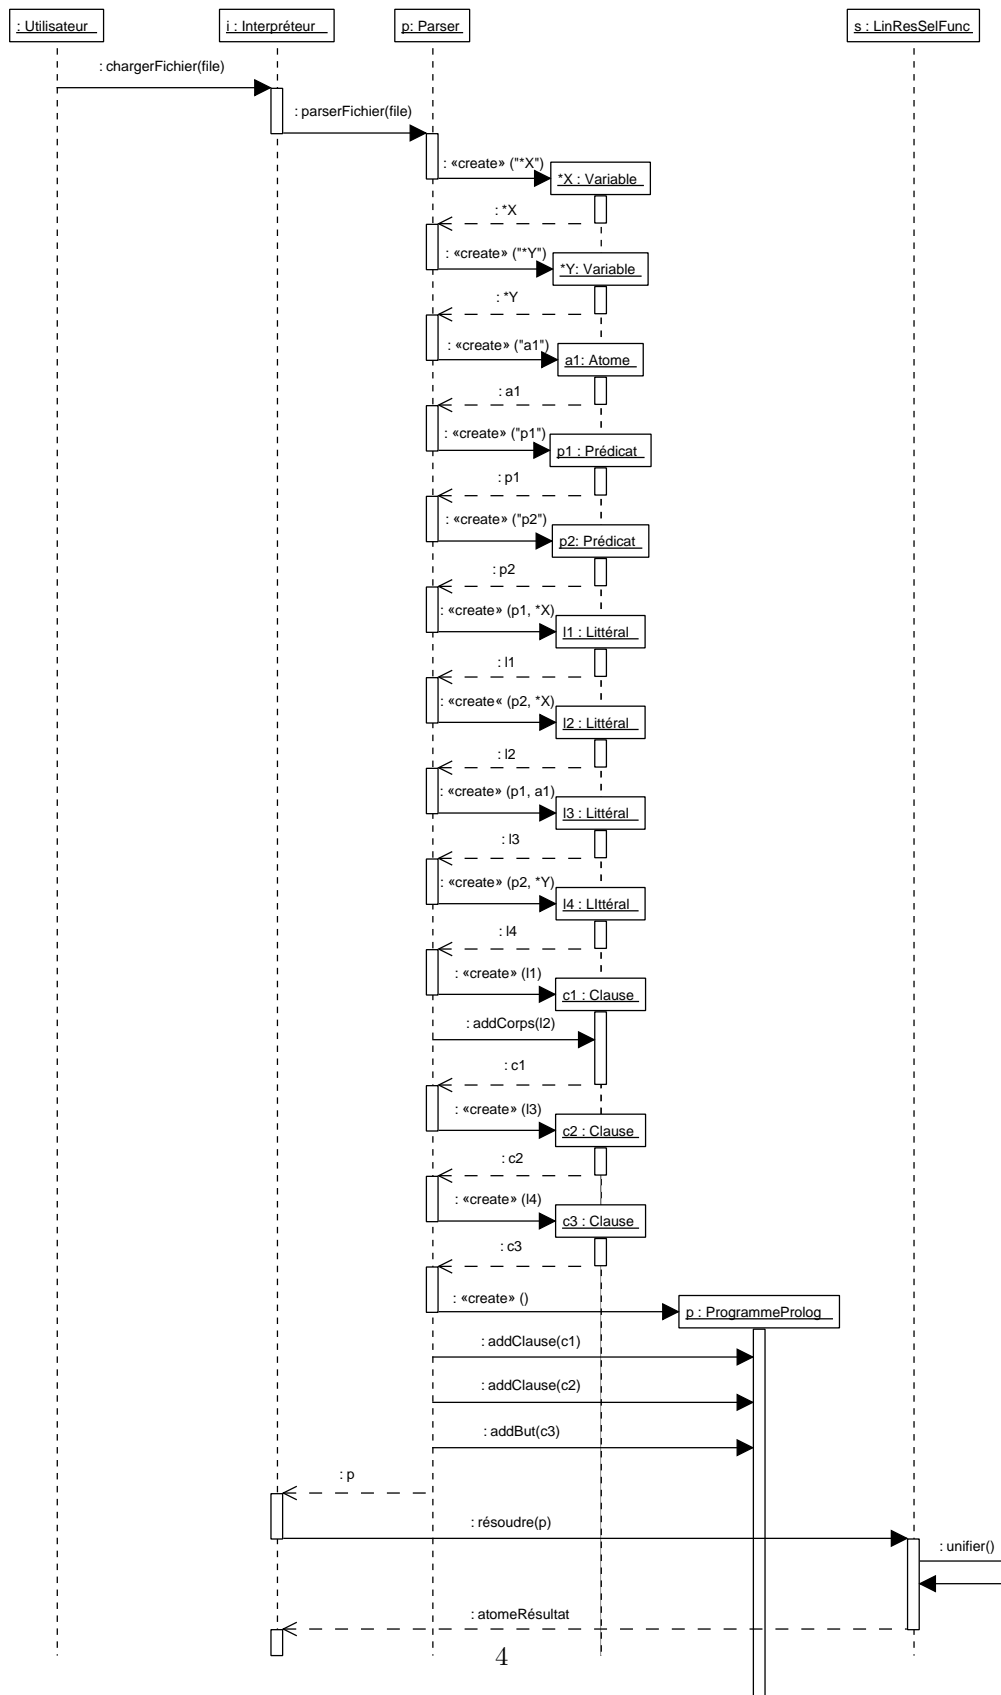 : Utilisateur
i : Interpréteur
p: Parser
s : LinResSelFunc
: chargerFichier(file)
: parserFichier(file)
: «create» ("*X")
*X : Variable
: *X
: «create» ("*Y")
*Y: Variable
: *Y
: «create» ("a1")
a1: Atome
: a1
: «create» ("p1")
p1 : Prédicat
: p1
: «create» ("p2")
p2: Prédicat
: p2
: «create» (p1, *X)
l1 : Littéral
: l1
: «create« (p2, *X)
l2 : Littéral
: l2
: «create» (p1, a1)
l3 : Littéral
: l3
: «create» (p2, *Y)
l4 : LIttéral
: l4
: «create» (l1)
c1 : Clause
: addCorps(l2)
: c1
: «create» (l3)
c2 : Clause
: c2
: «create» (l4)
c3 : Clause
: c3
: «create» ()
p : ProgrammeProlog
: addClause(c1)
: addClause(c2)
: addBut(c3)
: p
: résoudre(p)
: unifier()
: atomeRésultat
4